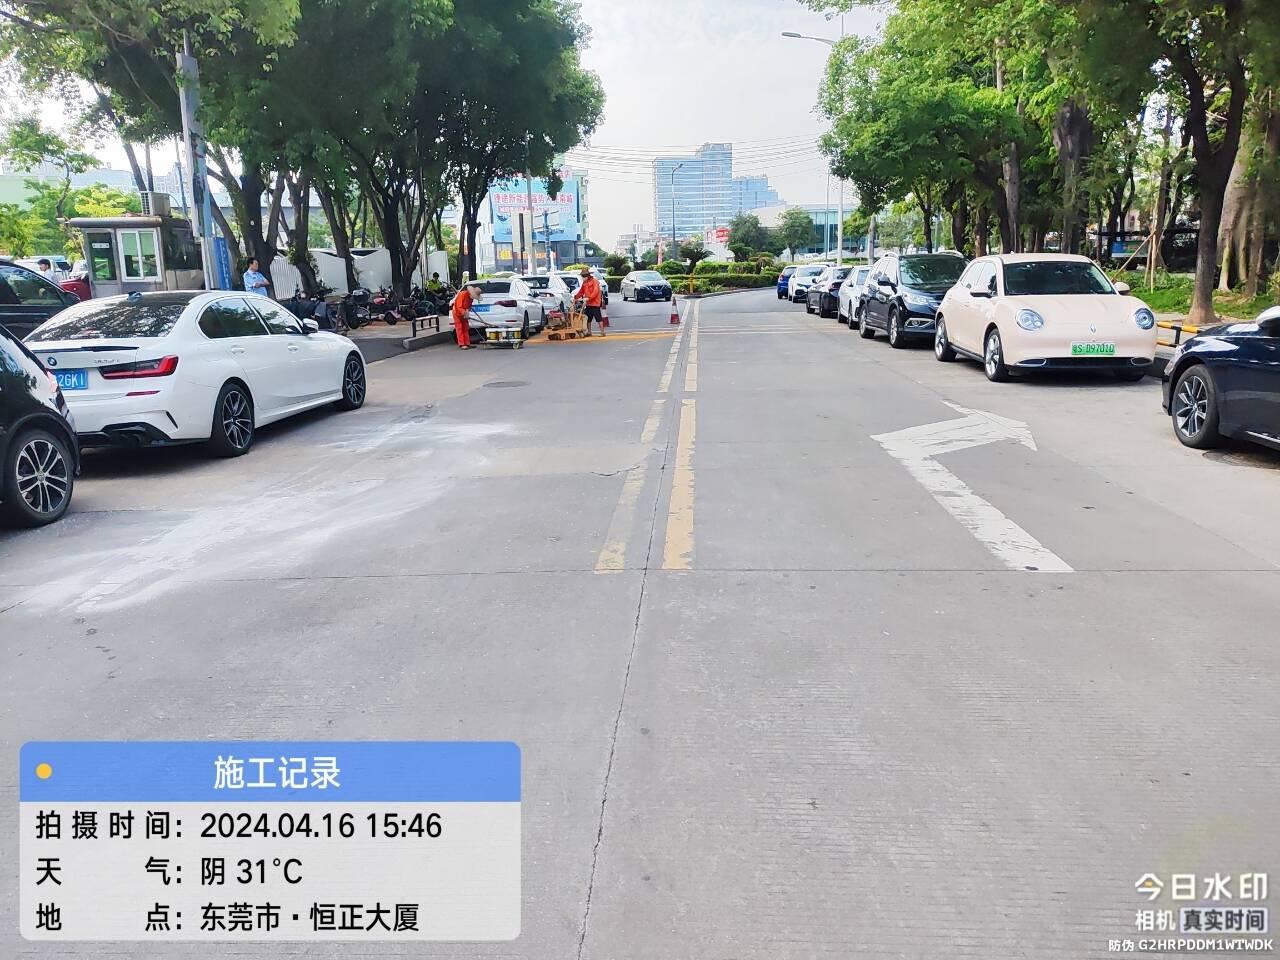 施工记录
拍摄时间：2024.04.16 15:46
天气：阴 31°C
地点：东莞市·恒正大厦
今日水印
相机 真实时间
防伪 G2HRPDDM1WTWDK